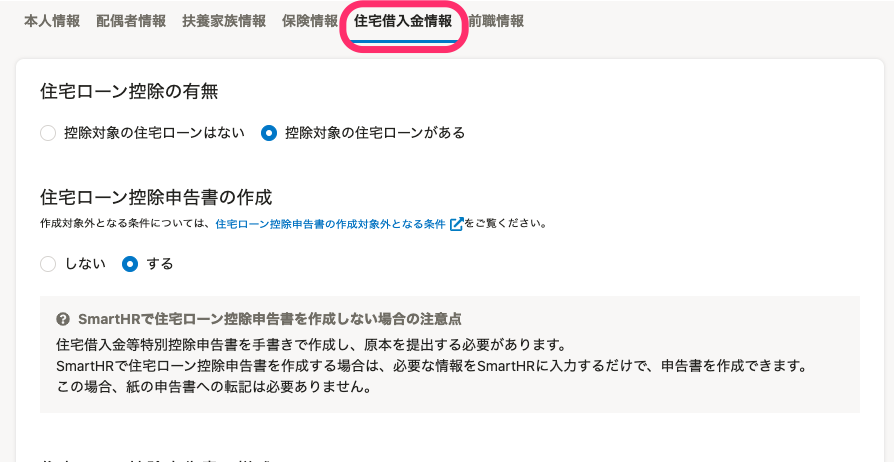 本人情報 配偶者情報 扶養家族情報 保険情報 住宅借入金情報 前職情報
住宅ローン控除の有無
控除対象の住宅ローンはない 控除対象の住宅ローンがある
住宅ローン控除申告書の作成
作成対象外となる条件については、住宅ローン控除申告書の作成対象外となる条件 をご覧ください。
しない する
SmartHRで住宅ローン控除申告書を作成しない場合の注意点
住宅借入金等特別控除申告書を手書きで作成し、原本を提出する必要があります。
SmartHRで住宅ローン控除申告書を作成する場合は、必要な情報をSmartHRに入力するだけで、申告書を作成できます。
この場合、紙の申告書への転記は必要ありません。